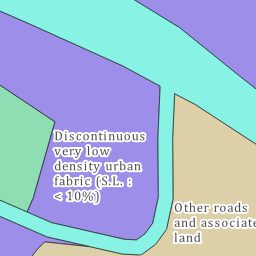 Discontinuous
very low
density urban
fabric (S.L. :
< 10%)
Other roads
and associate
land